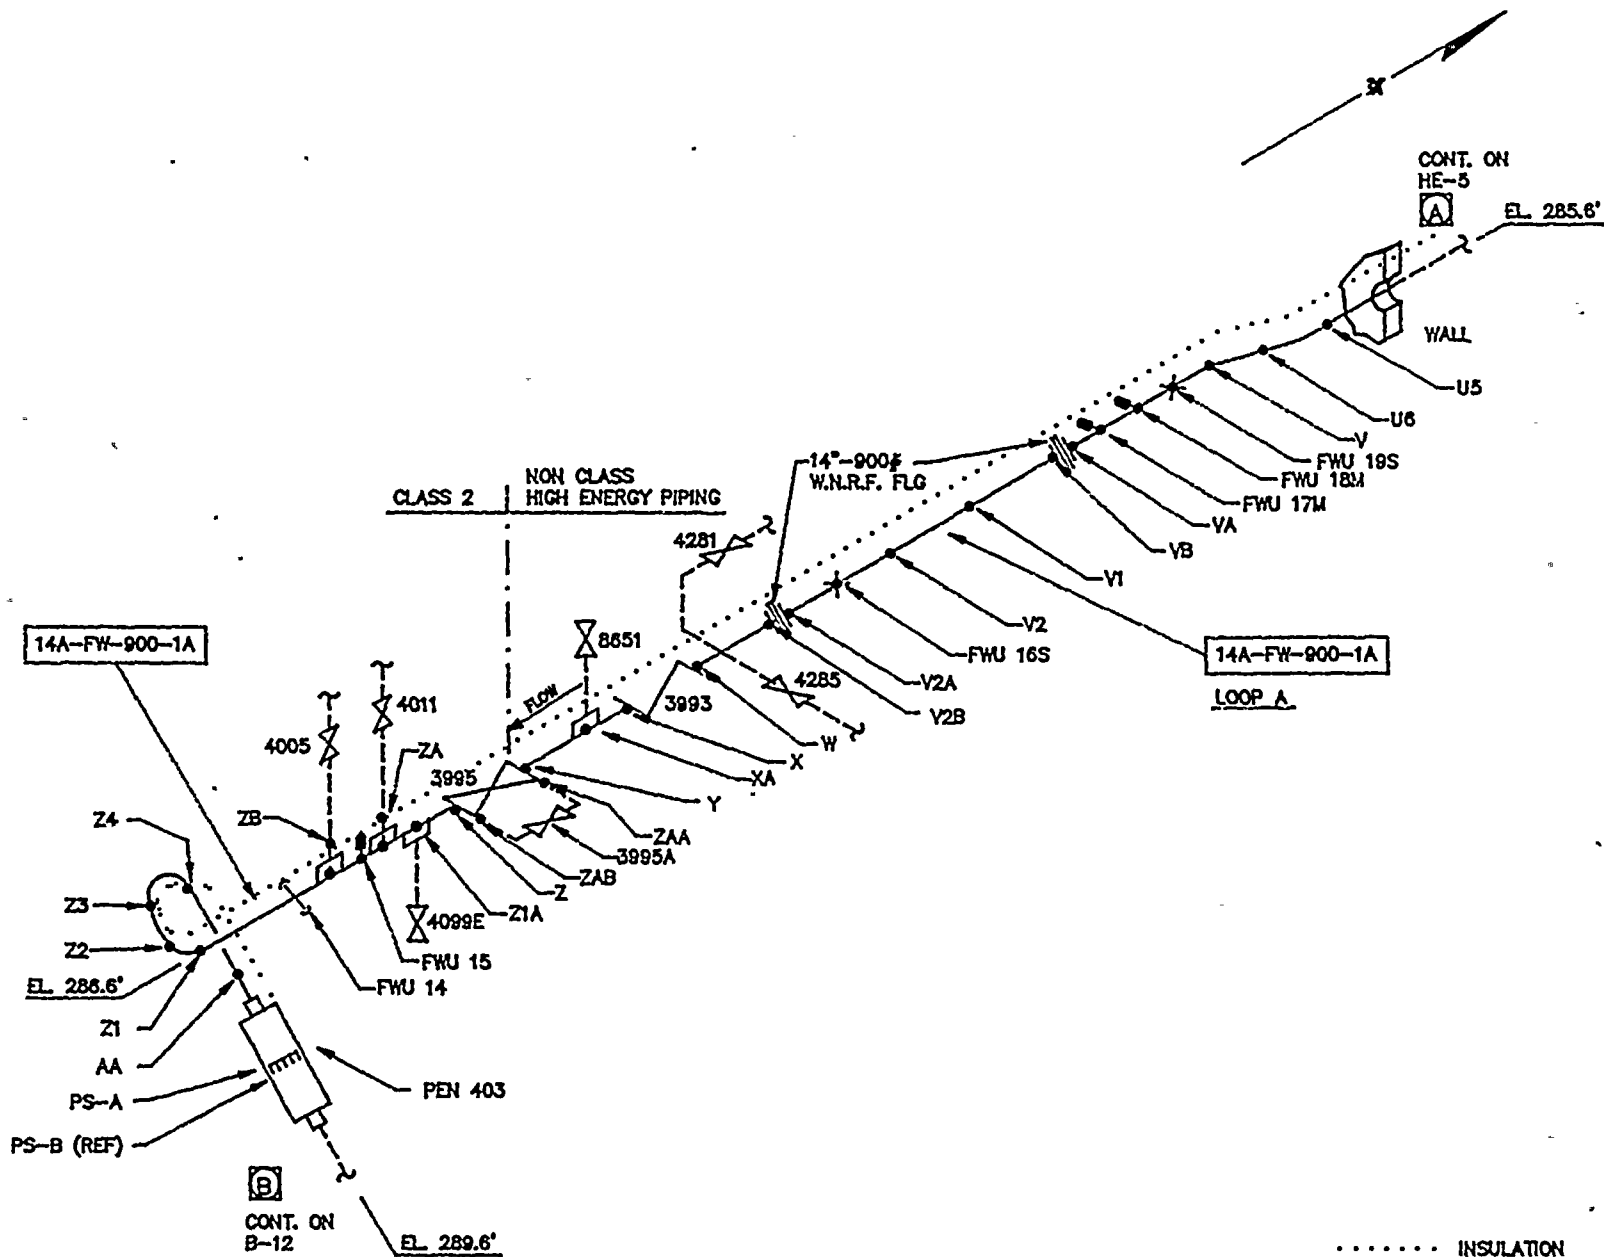 CONT. ON
HE-5
A
EL. 285.6'
WALL
U5
U6
V
FWU 19S
FWU 18M
FWU 17M
VA
VB
V1
V2
14"-900#
W.N.R.F. FLG
NON CLASS
HIGH ENERGY PIPING
CLASS 2
4281
8651
FLOW
3993
4285
FWU 16S
V2A
V2B
W
X
XA
Y
14A-FW-900-1A
LOOP A
14A-FW-900-1A
4011
4005
ZA
3995
ZB
Z4
ZAA
3995A
ZAB
Z
Z1A
4099E
FWU 15
FWU 14
Z3
Z2
EL. 286.6'
Z1
AA
PS-A
PS-B (REF)
PEN 403
B
CONT. ON
B-12
EL. 289.6'
INSULATION